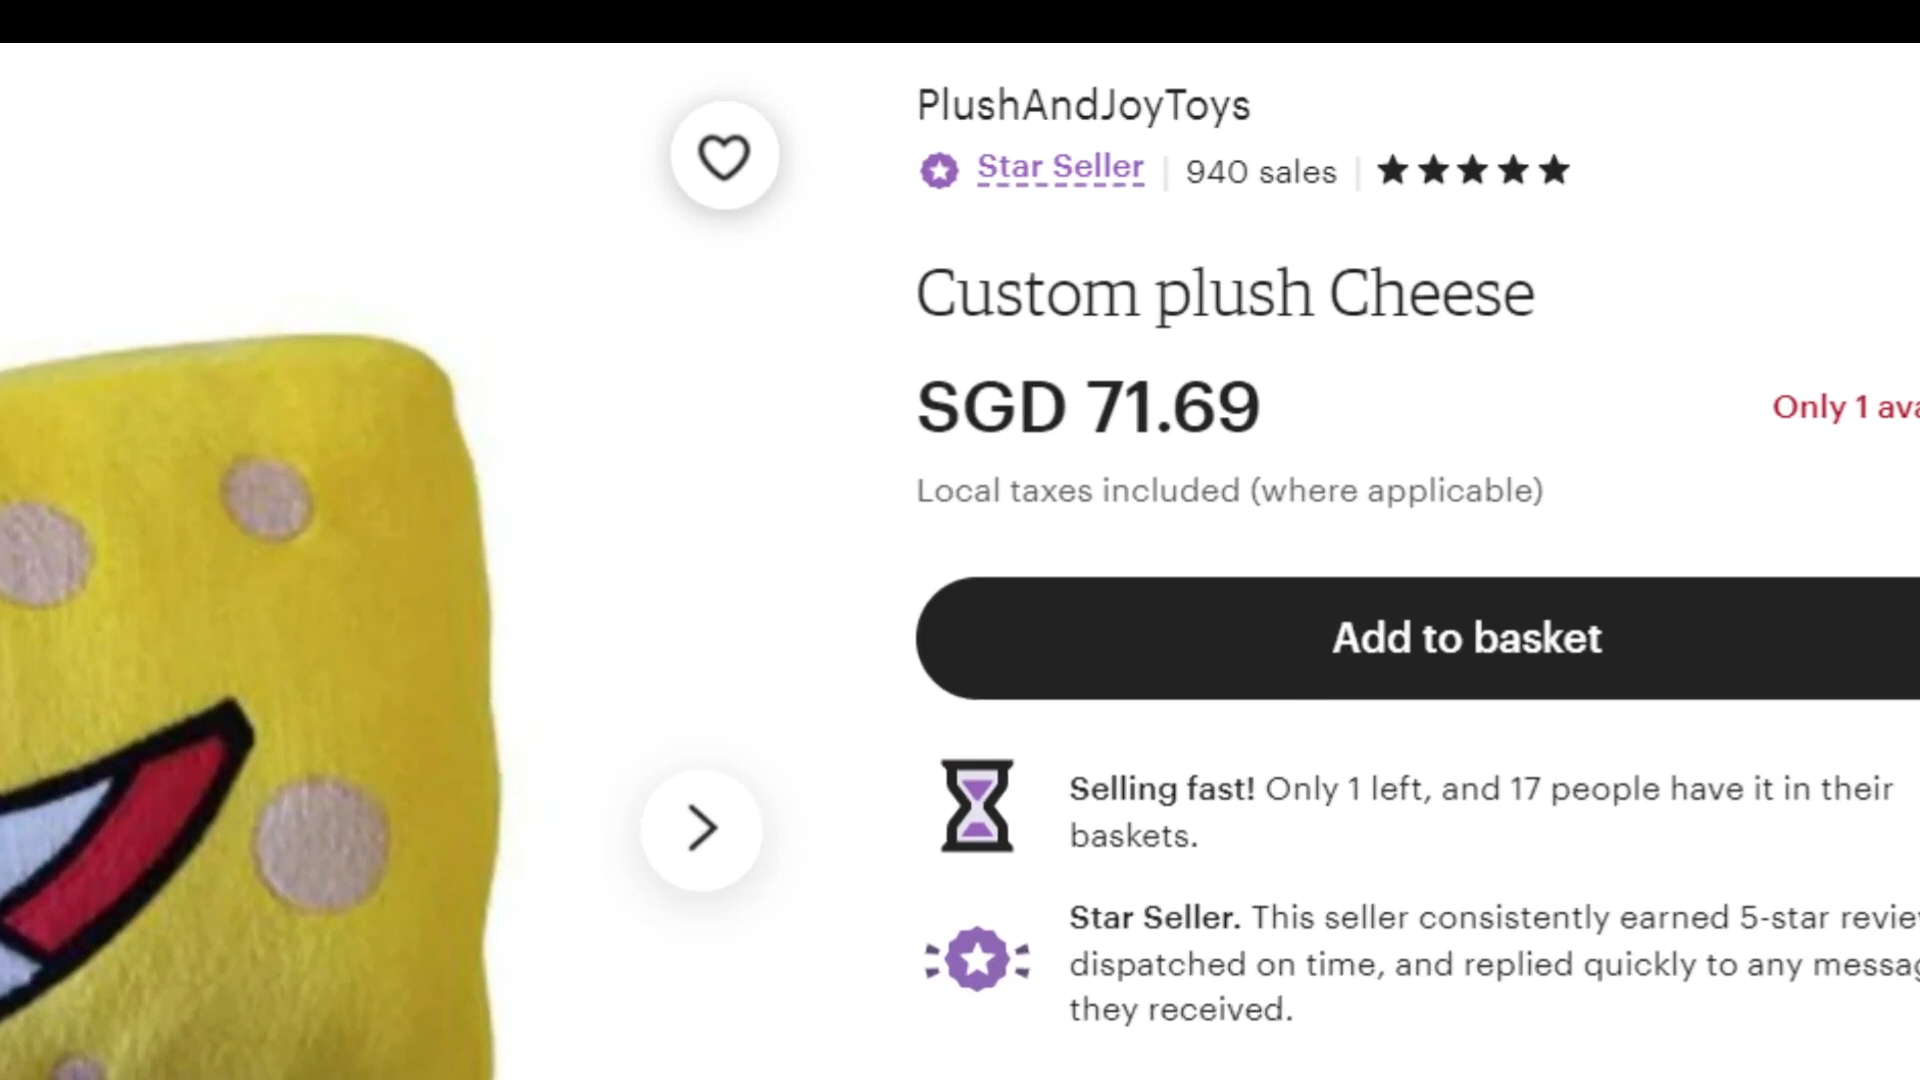 PlushAndJoyToys
Star Seller | 940 sales |
Custom plush Cheese
SGD 71.69
Only 1
Local taxes included (where applicable)
Add to basket
Selling fast! Only 1 left, and 17 people have it in their
baskets.
Star Seller. This seller consistently earned 5-star
dispatched on time, and replied quickly to any
they received.